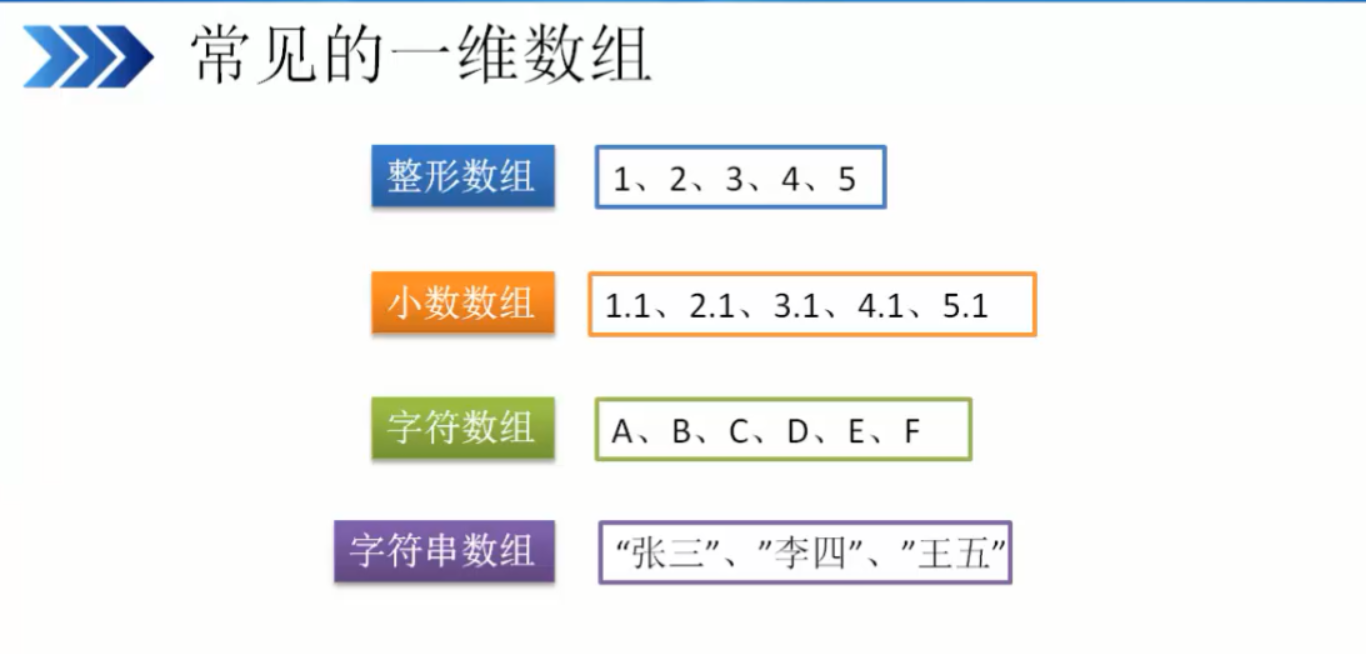 常见的一维数组
整形数组 1、2、3、4、5
小数数组 1.1、2.1、3.1、4.1、5.1
字符数组 A、B、C、D、E、F
字符串数组 “张三”、”李四”、”王五”